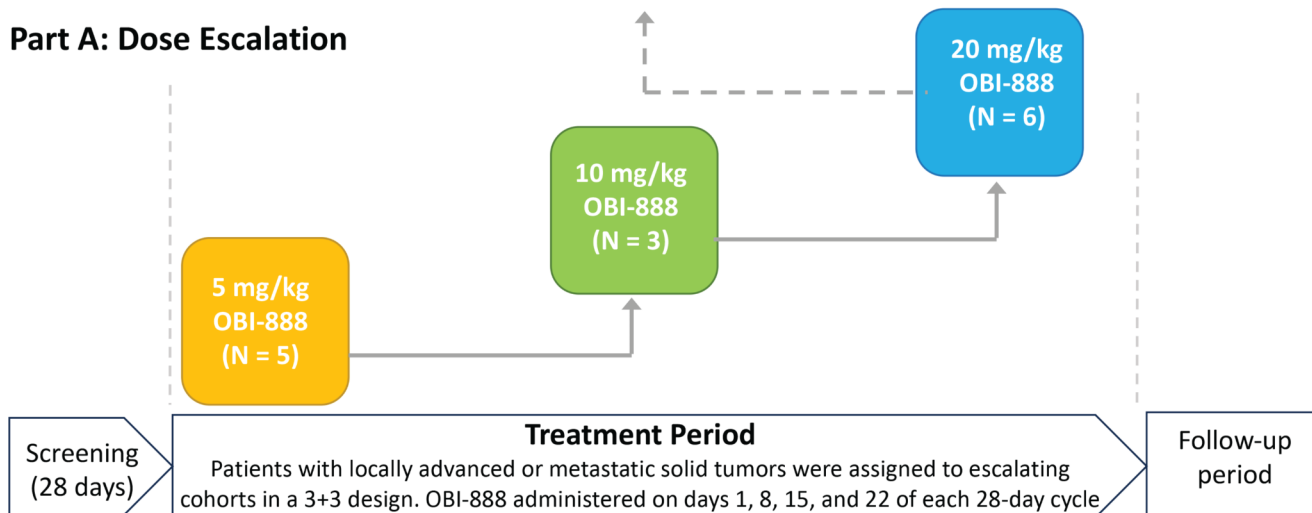 Part A: Dose Escalation
20 mg/kg
OBI-888
(N = 6)
10 mg/kg
OBI-888
(N = 3)
5 mg/kg
OBI-888
(N = 5)
Screening
(28 days)
Treatment Period
Patients with locally advanced or metastatic solid tumors were assigned to escalating
cohorts in a 3+3 design. OBI-888 administered on days 1, 8, 15, and 22 of each 28-day cycle
Follow-up
period